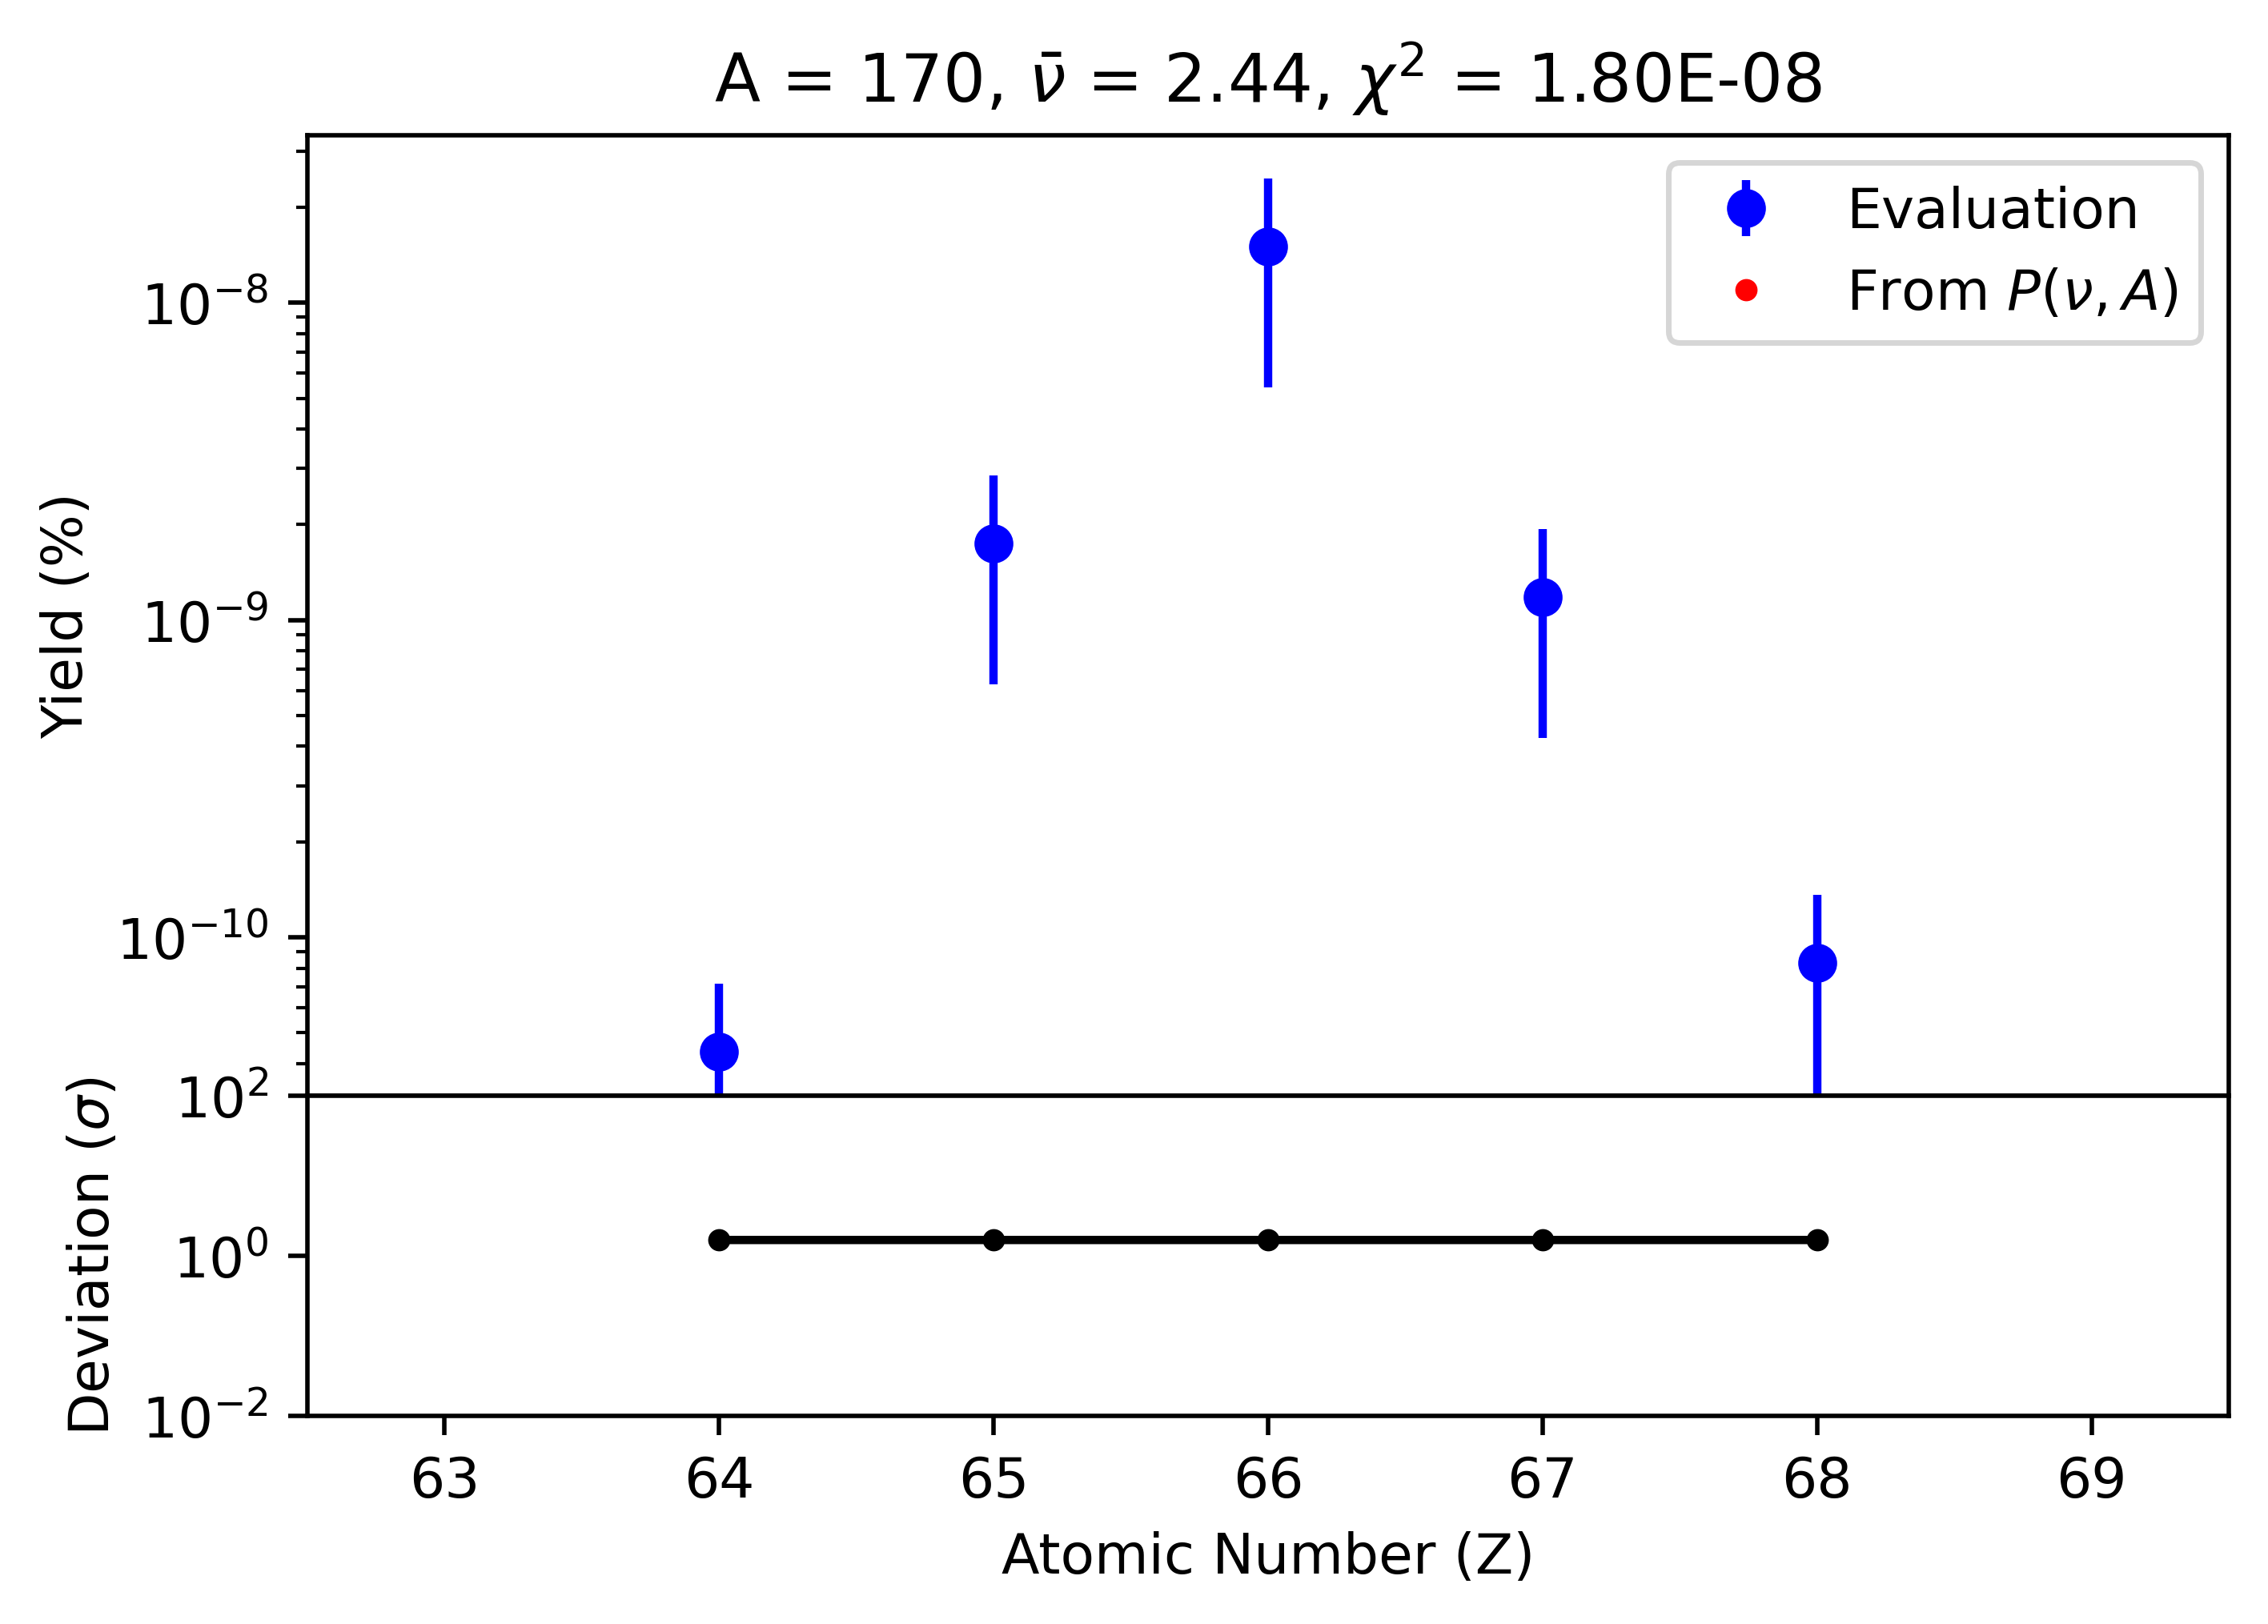 A = 170, ν̄ = 2.44, χ² = 1.80E-08
Evaluation
From P(ν, A)
Yield (%)
10⁻⁸
10⁻⁹
10⁻¹⁰
Deviation (σ)
10²
10⁰
10⁻²
63 64 65 66 67 68 69
Atomic Number (Z)